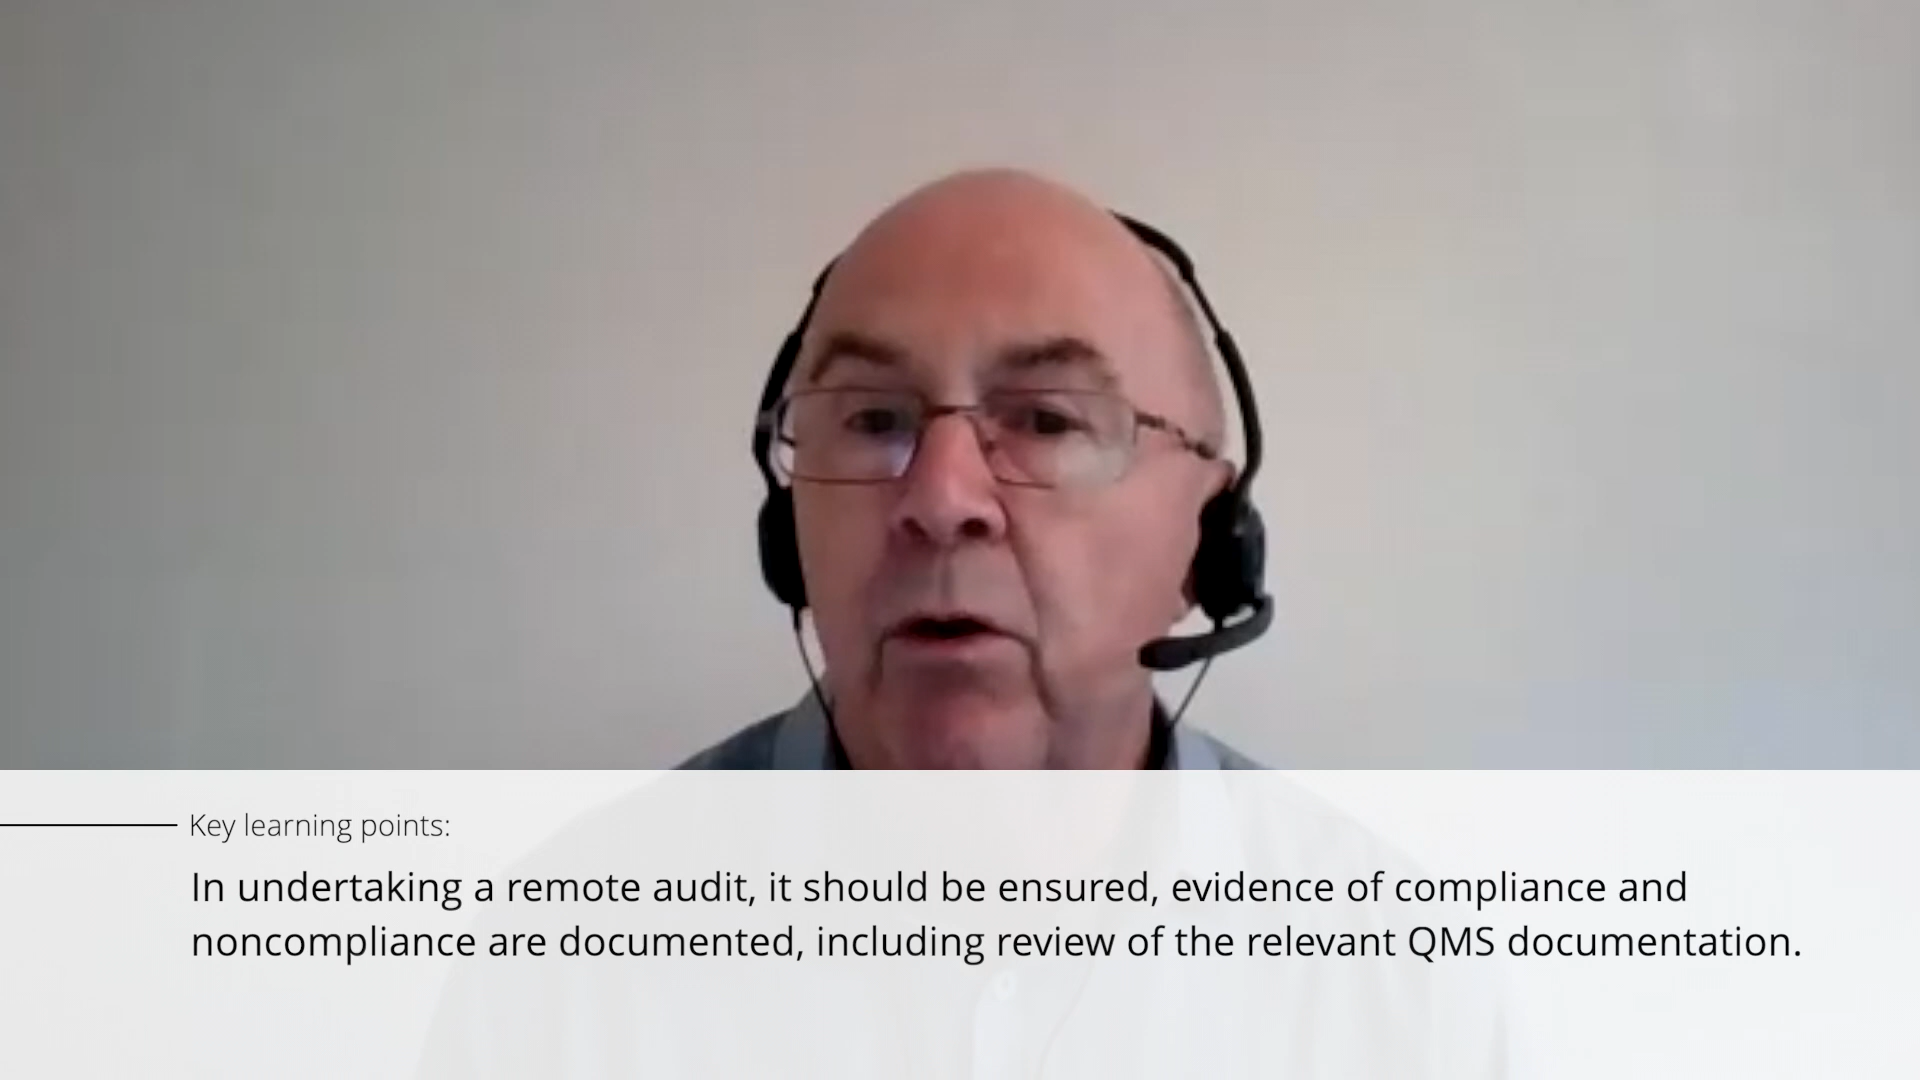 Key learning points:
In undertaking a remote audit, it should be ensured, evidence of compliance and
noncompliance are documented, including review of the relevant QMS documentation.